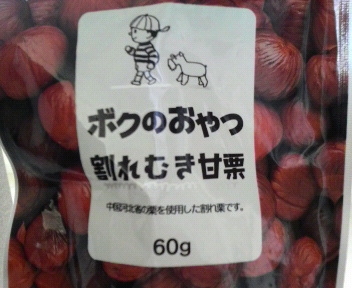 ボクのおやつ
割れむき甘栗
中国河北省の栗を使用した割れ栗です。
60g